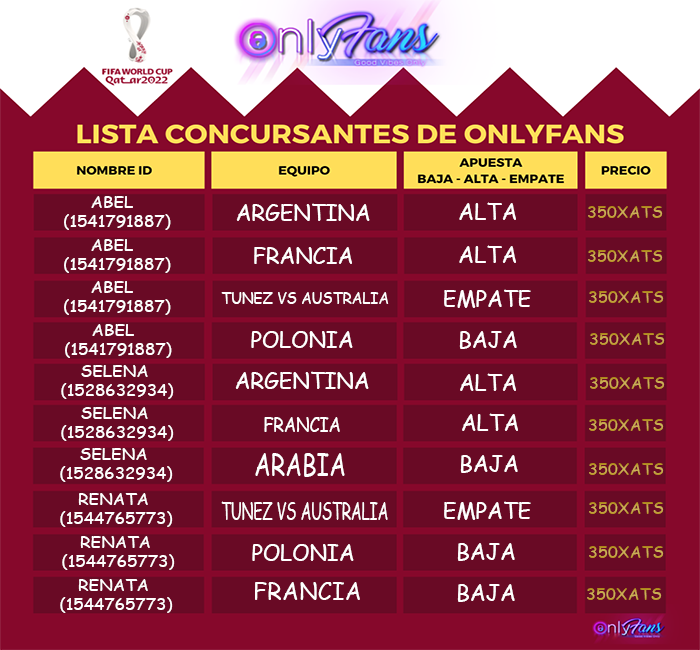 FIFA WORLD CUP
Qatar2022
OnlyFans
Good Vibes Only
LISTA CONCURSANTES DE ONLYFANS
NOMBRE ID EQUIPO APUESTA BAJA - ALTA - EMPATE PRECIO
ABEL
(1541791887) ARGENTINA ALTA 350XATS
ABEL
(1541791887) FRANCIA ALTA 350XATS
ABEL
(1541791887) TUNEZ VS AUSTRALIA EMPATE 350XATS
ABEL
(1541791887) POLONIA BAJA 350XATS
SELENA
(1528632934) ARGENTINA ALTA 350XATS
SELENA
(1528632934) FRANCIA ALTA 350XATS
SELENA
(1528632934) ARABIA BAJA 350XATS
RENATA
(1544765773) TUNEZ VS AUSTRALIA EMPATE 350XATS
RENATA
(1544765773) POLONIA BAJA 350XATS
RENATA
(1544765773) FRANCIA BAJA 350XATS
OnlyFans